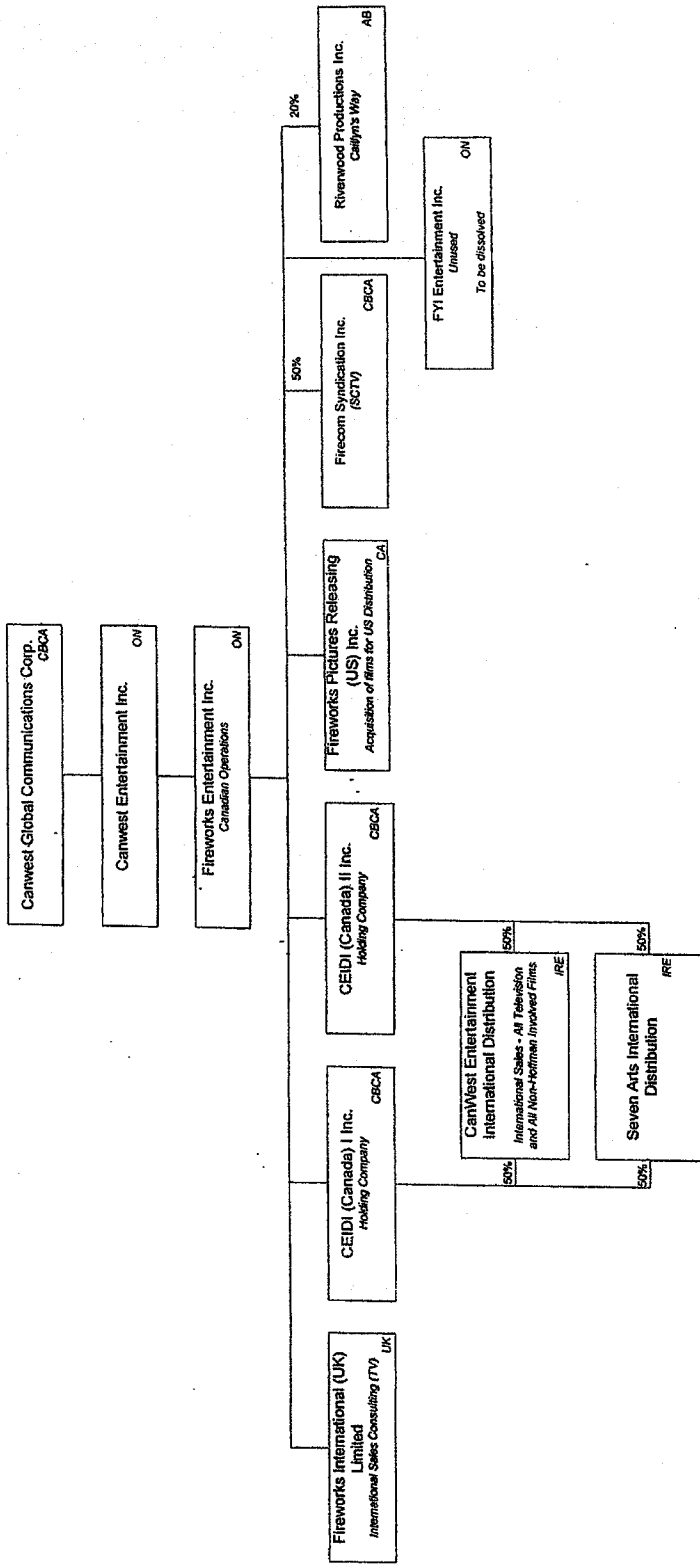 Canwest Global Communications Corp.
CBCA
Canwest Entertainment Inc.
ON
Fireworks Entertainment Inc.
Canadian Operations
ON
50%
20%
Fireworks International (UK)
Limited
International Sales Consulting (TV)
UK
CEIDI (Canada) I Inc.
Holding Company
CBCA
CEIDI (Canada) II Inc.
Holding Company
CBCA
Fireworks Pictures Releasing
(US) Inc.
Acquisition of films for US Distribution
CA
Firecom Syndication Inc.
(SCTV)
CBCA
Riverwood Productions Inc.
Caitlyn's Way
AB
FYI Entertainment Inc.
Unused
ON
To be dissolved
50%
CanWest Entertainment
International Distribution
International Sales - All Television
and All Non-Hoffman Involved Films
IRE
50%
50%
Seven Arts International
Distribution
IRE
50%